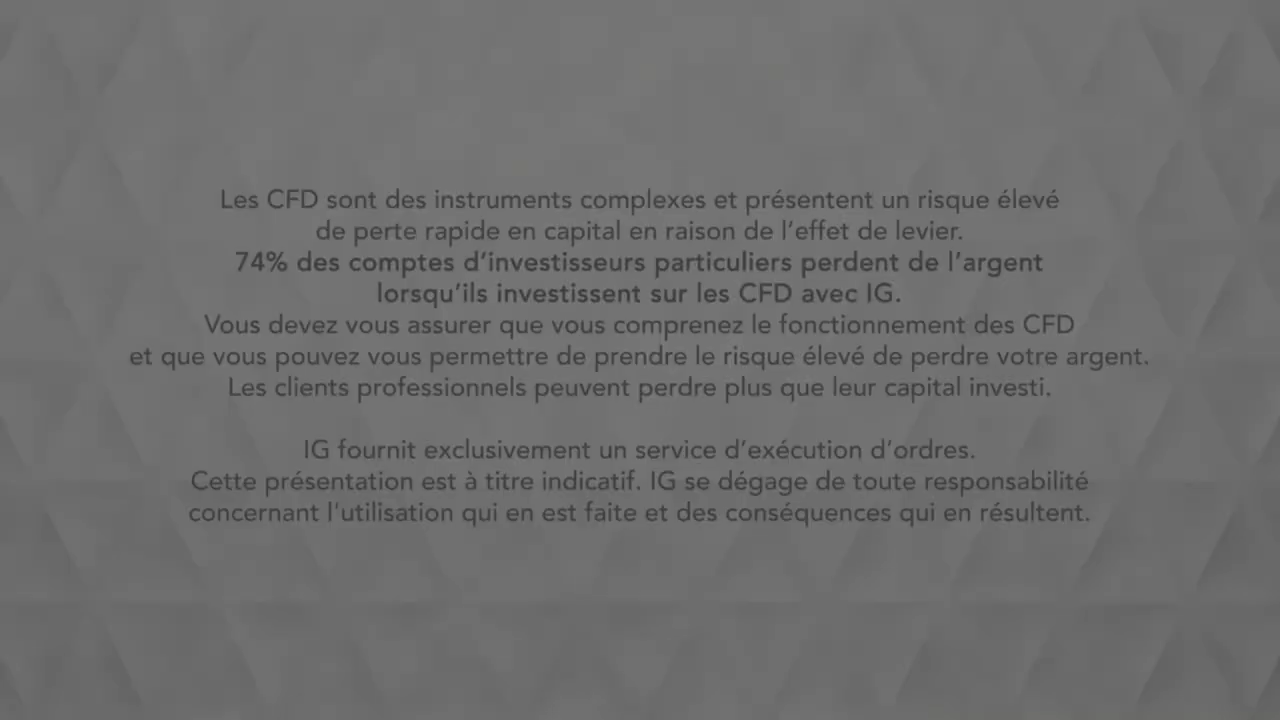 Les CFD sont des instruments complexes et présentent un risque élevé
de perte rapide en capital en raison de l’effet de levier.
74% des comptes d’investisseurs particuliers perdent de l’argent
lorsqu’ils investissent sur les CFD avec IG.
Vous devez vous assurer que vous comprenez le fonctionnement des CFD
et que vous pouvez vous permettre de prendre le risque élevé de perdre votre argent.
Les clients professionnels peuvent perdre plus que leur capital investi.
IG fournit exclusivement un service d’exécution d’ordres.
Cette présentation est à titre indicatif. IG se dégage de toute responsabilité
concernant l'utilisation qui en est faite et des conséquences qui en résultent.